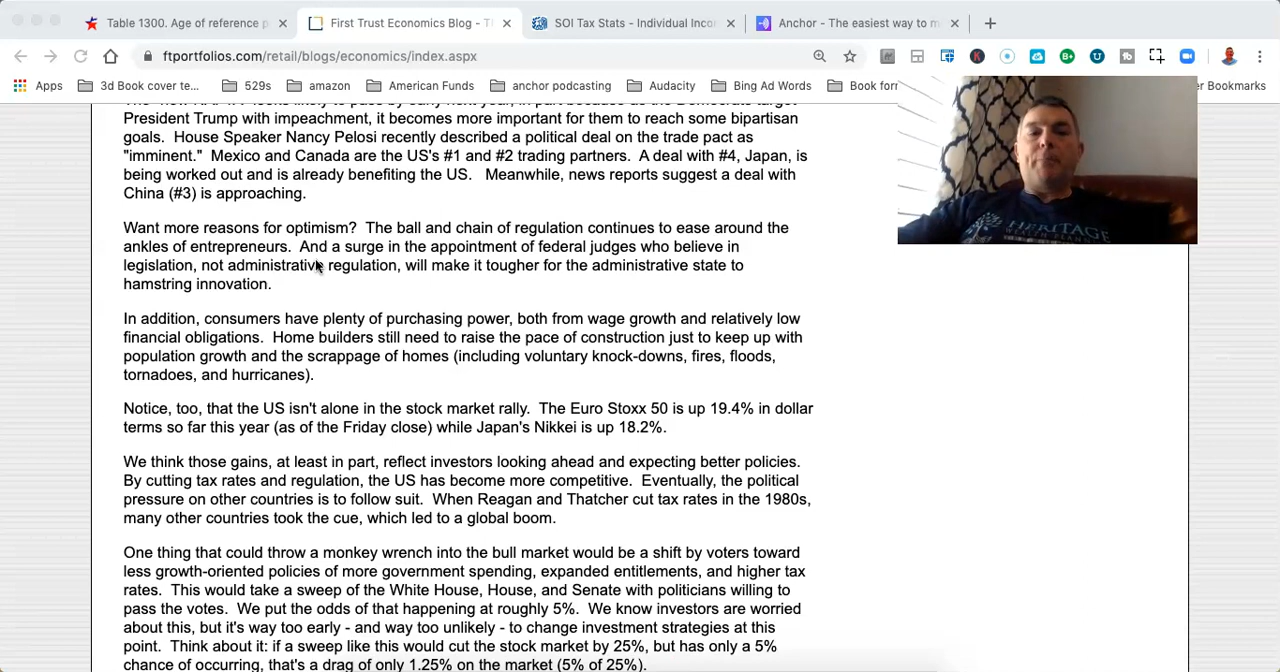 Table 1300. Age of reference p
First Trust Economics Blog - Th
SOI Tax Stats - Individual Incom
Anchor - The easiest way to m
ftportfolios.com/retail/blogs/economics/index.aspx
Apps
3d Book cover te...
529s
amazon
American Funds
anchor podcasting
Audacity
Bing Ad Words
Book for
er Bookmarks
President Trump with impeachment, it becomes more important for them to reach some bipartisan
goals. House Speaker Nancy Pelosi recently described a political deal on the trade pact as
"imminent." Mexico and Canada are the US's #1 and #2 trading partners. A deal with #4, Japan, is
being worked out and is already benefiting the US. Meanwhile, news reports suggest a deal with
China (#3) is approaching.
Want more reasons for optimism? The ball and chain of regulation continues to ease around the
ankles of entrepreneurs. And a surge in the appointment of federal judges who believe in
legislation, not administrative regulation, will make it tougher for the administrative state to
hamstring innovation.
In addition, consumers have plenty of purchasing power, both from wage growth and relatively low
financial obligations. Home builders still need to raise the pace of construction just to keep up with
population growth and the scrappage of homes (including voluntary knock-downs, fires, floods,
tornadoes, and hurricanes).
Notice, too, that the US isn't alone in the stock market rally. The Euro Stoxx 50 is up 19.4% in dollar
terms so far this year (as of the Friday close) while Japan's Nikkei is up 18.2%.
We think those gains, at least in part, reflect investors looking ahead and expecting better policies.
By cutting tax rates and regulation, the US has become more competitive. Eventually, the political
pressure on other countries is to follow suit. When Reagan and Thatcher cut tax rates in the 1980s,
many other countries took the cue, which led to a global boom.
One thing that could throw a monkey wrench into the bull market would be a shift by voters toward
less growth-oriented policies of more government spending, expanded entitlements, and higher tax
rates. This would take a sweep of the White House, House, and Senate with politicians willing to
pass the votes. We put the odds of that happening at roughly 5%. We know investors are worried
about this, but it's way too early - and way too unlikely - to change investment strategies at this
point. Think about it: if a sweep like this would cut the stock market by 25%, but has only a 5%
chance of occurring, that's a drag of only 1.25% on the market (5% of 25%).
HERITAGE